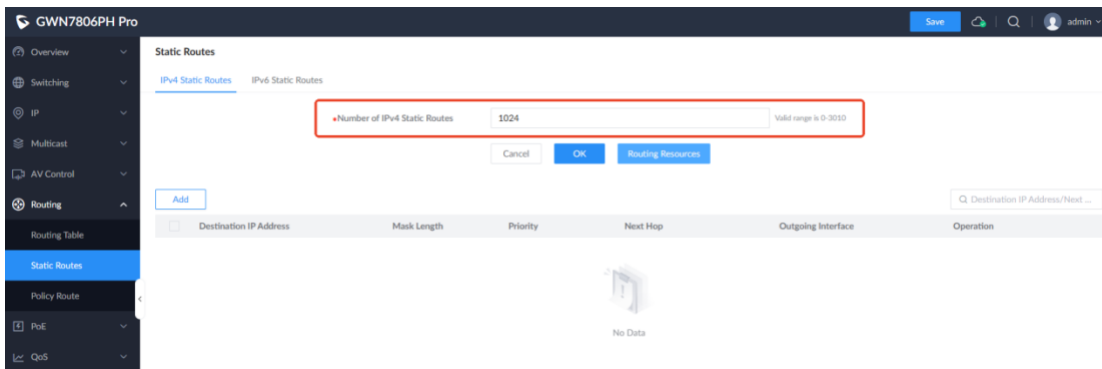 GWN7806PH Pro
Save
admin
Overview
Switching
IP
Multicast
AV Control
Routing
Routing Table
Static Routes
Policy Route
PoE
QoS
Static Routes
IPv4 Static Routes IPv6 Static Routes
•Number of IPv4 Static Routes 1024 Valid range is 0-3010
Cancel OK Routing Resources
Add Destination IP Address/Next ...
Destination IP Address Mask Length Priority Next Hop Outgoing Interface Operation
No Data